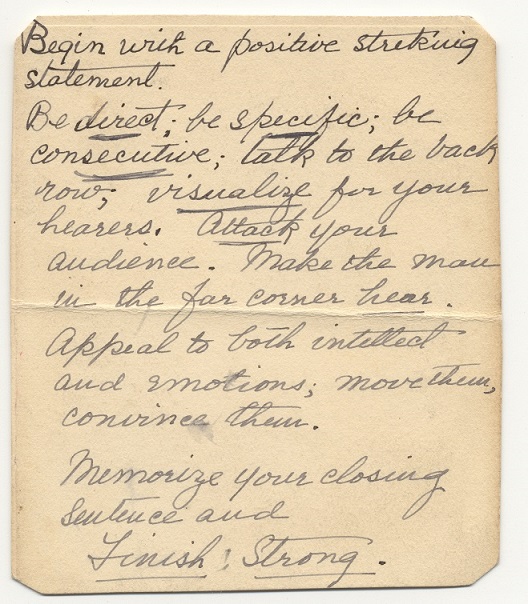 Begin with a positive streking
statement.
Be direct; be specific; be
consecutive; talk to the back
row; visualize for your
hearers. Attack your
audience. Make the man
in the far corner hear.
Appeal to both intellect
and emotions; move them,
convince them.
Memorize your closing
sentence and
Finish! Strong.